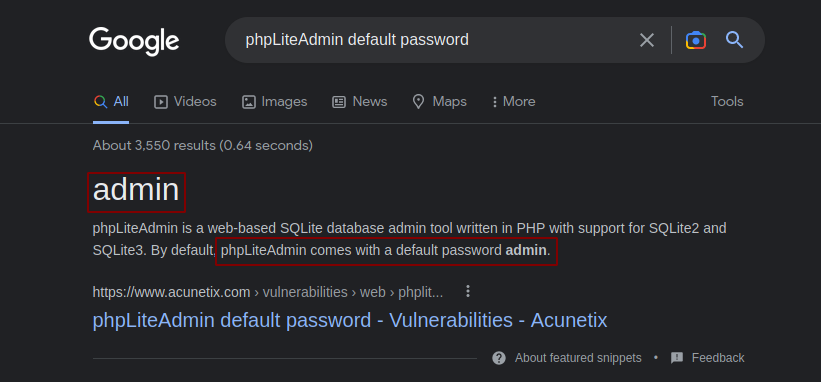 Google
phpLiteAdmin default password
All Videos Images News Maps More Tools
About 3,550 results (0.64 seconds)
admin
phpLiteAdmin is a web-based SQLite database admin tool written in PHP with support for SQLite2 and
SQLite3. By default, phpLiteAdmin comes with a default password admin.
https://www.acunetix.com › vulnerabilities › web › phplit...
phpLiteAdmin default password - Vulnerabilities - Acunetix
About featured snippets • Feedback